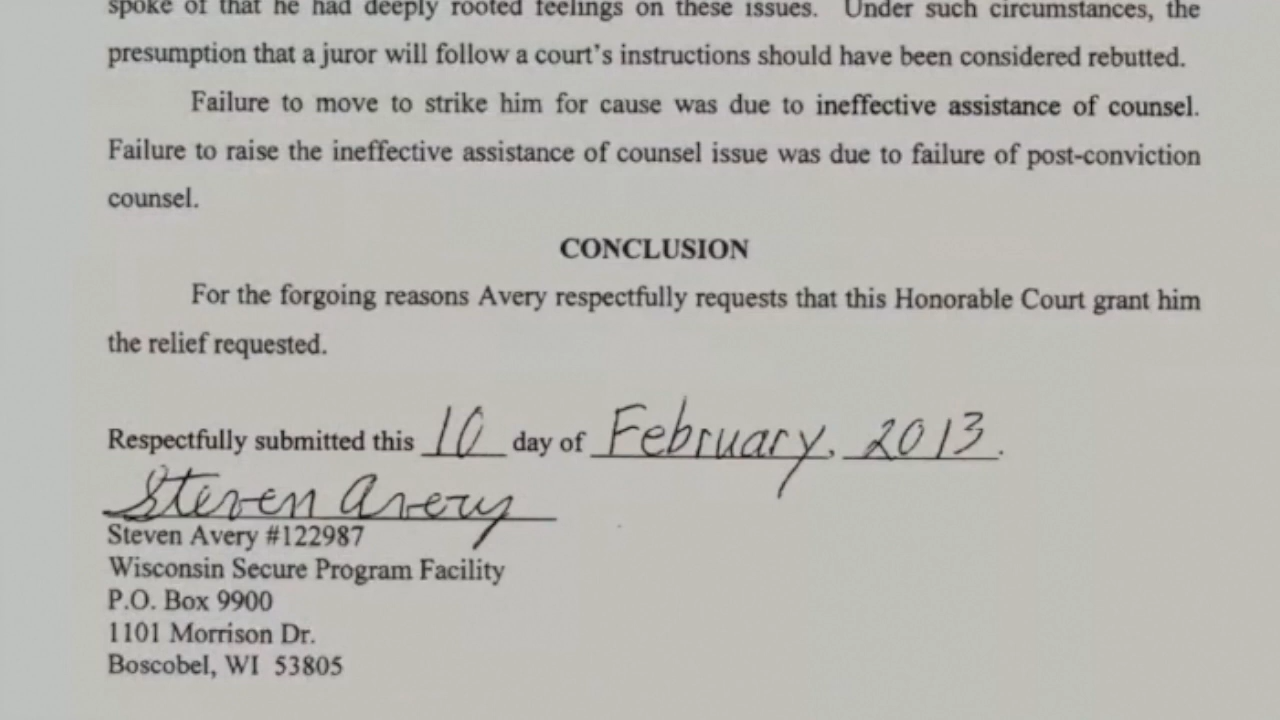 spoke of that he had deeply rooted feelings on these issues. Under such circumstances, the
presumption that a juror will follow a court's instructions should have been considered rebutted.
Failure to move to strike him for cause was due to ineffective assistance of counsel.
Failure to raise the ineffective assistance of counsel issue was due to failure of post-conviction
counsel.
CONCLUSION
For the forgoing reasons Avery respectfully requests that this Honorable Court grant him
the relief requested.
Respectfully submitted this 10 day of February, 2013.
Steven Avery
Steven Avery #122987
Wisconsin Secure Program Facility
P.O. Box 9900
1101 Morrison Dr.
Boscobel, WI 53805